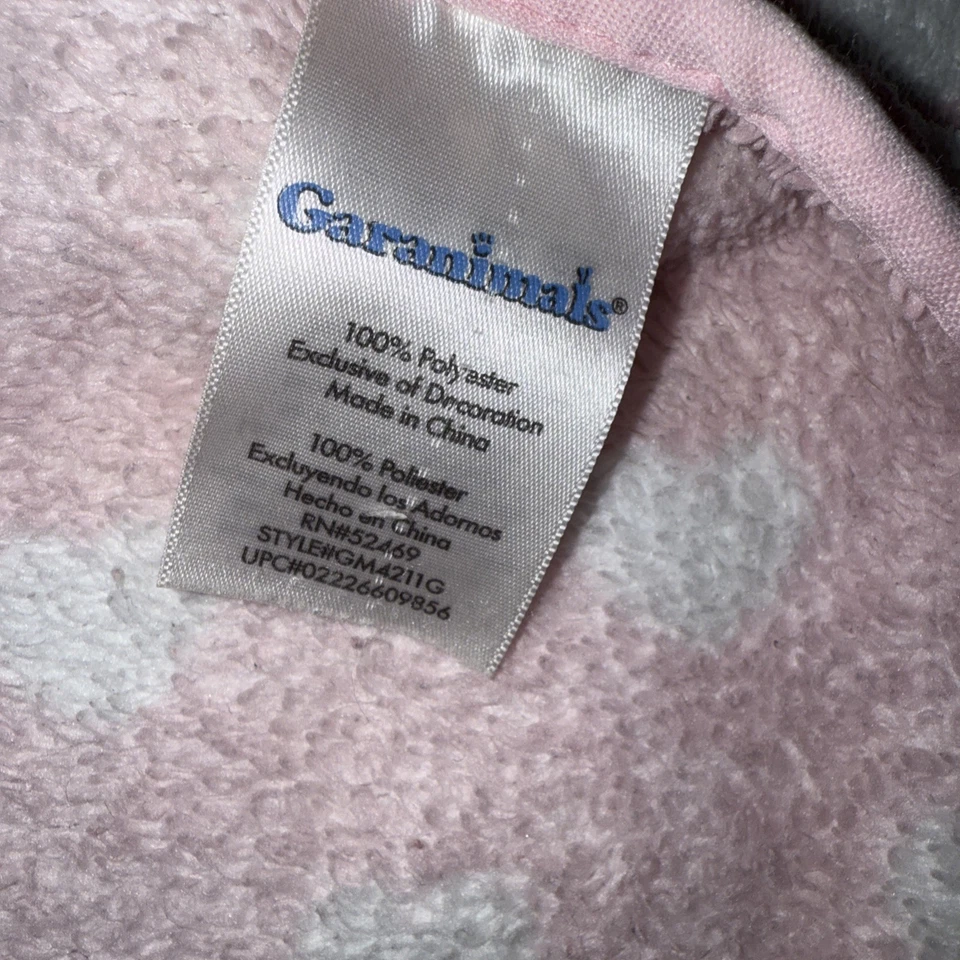 Garanimals®
100% Polyester
Exclusive of Decoration
Made in China
100% Poliester
Excluyendo los Adornos
Hecho en China
RN#52469
STYLE#GM4211G
UPC#02226609856